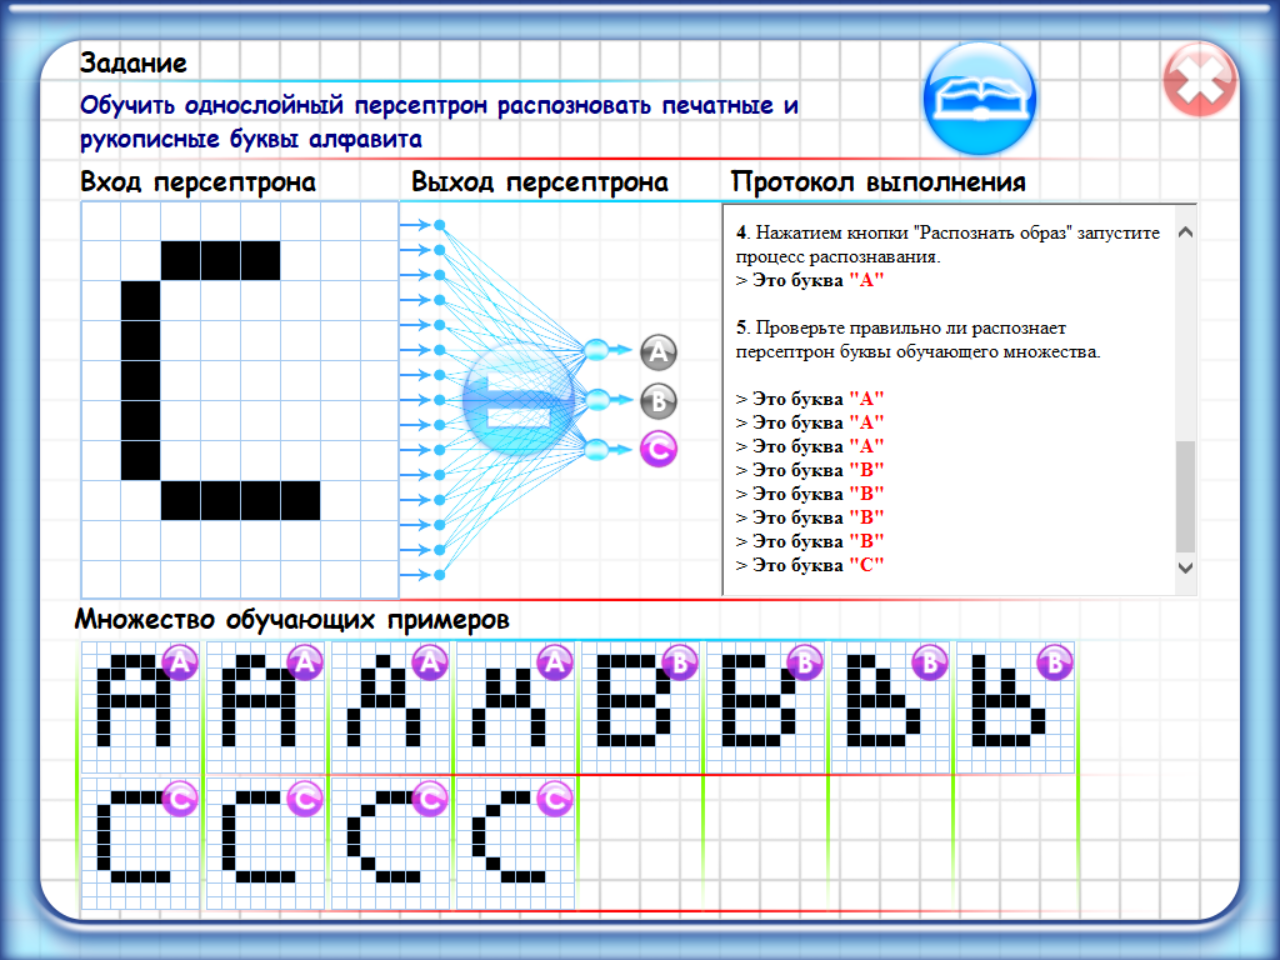 Задание
Обучить однослойный персептрон распозновать печатные и
рукописные буквы алфавита
Вход персептрона
Выход персептрона
Протокол выполнения
A
B
C
4. Нажатием кнопки "Распознать образ" запустите
процесс распознавания.
> Это буква "A"
5. Проверьте правильно ли распознает
персептрон буквы обучающего множества.
> Это буква "A"
> Это буква "A"
> Это буква "A"
> Это буква "B"
> Это буква "B"
> Это буква "B"
> Это буква "B"
> Это буква "C"
Множество обучающих примеров
A A A A B B B B
C C C C